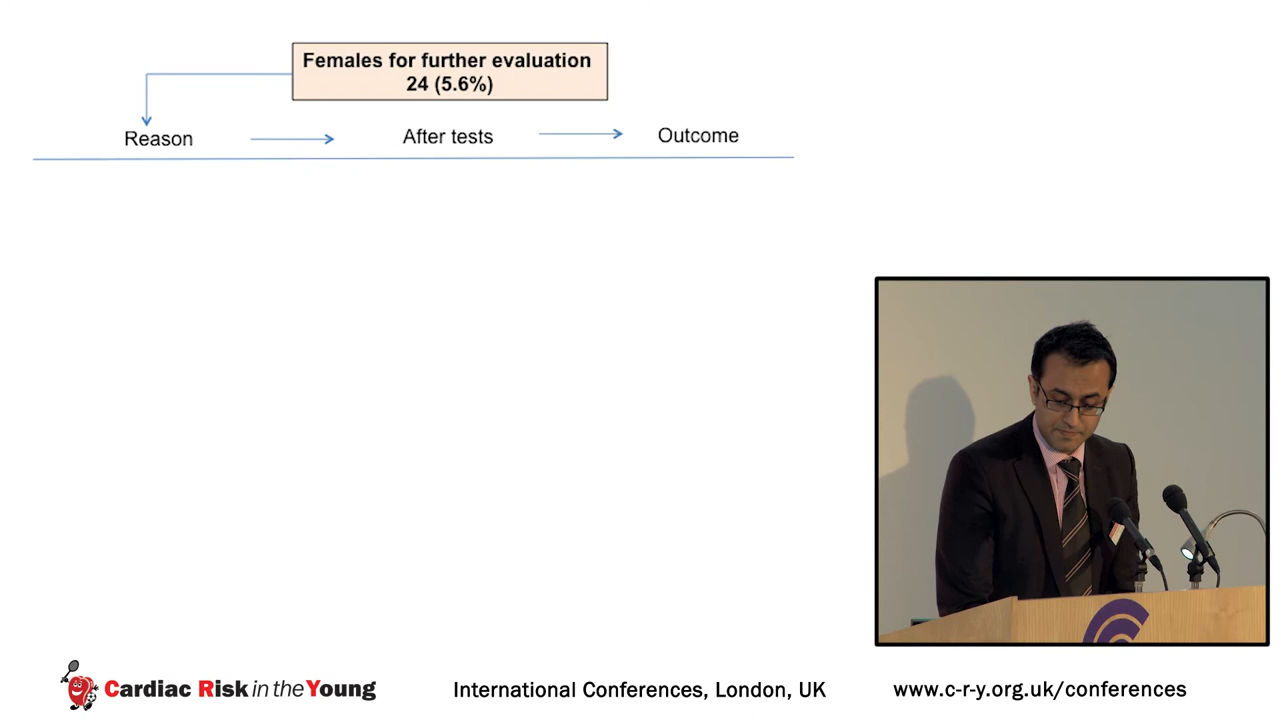 Females for further evaluation
24 (5.6%)
Reason
After tests
Outcome
Cardiac Risk in the Young
International Conferences, London, UK
www.c-r-y.org.uk/conferences